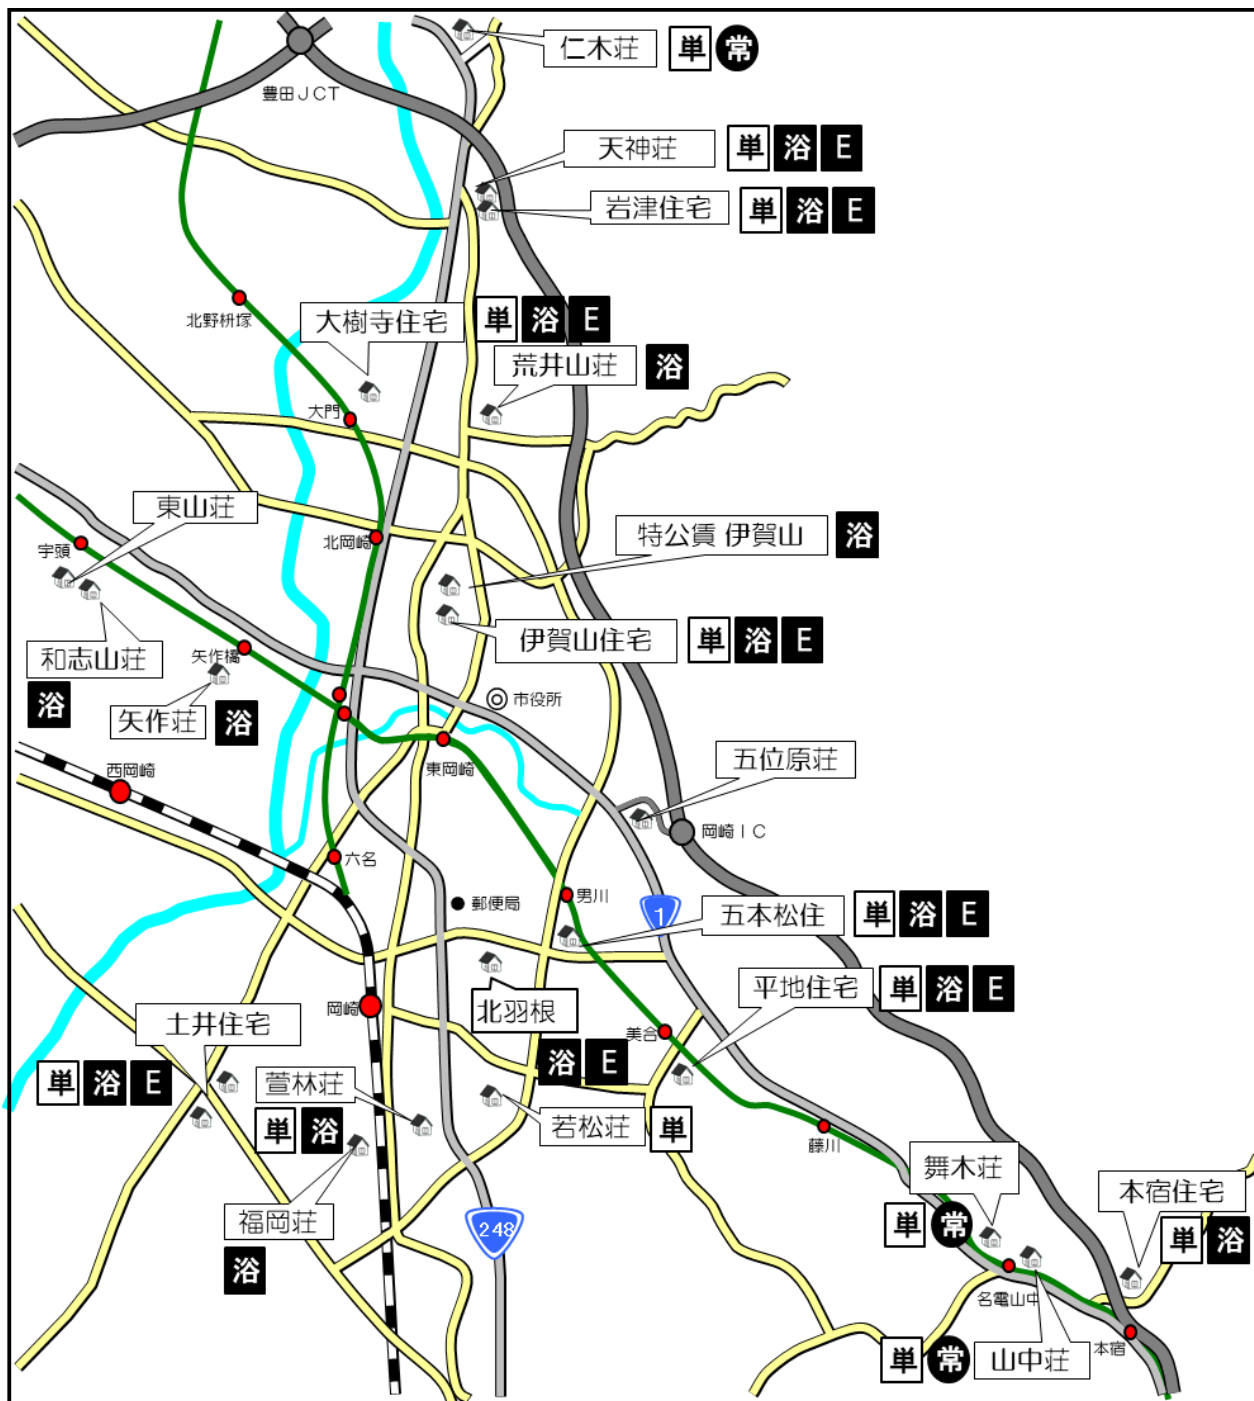 仁木荘 単 常
豊田JCT
天神荘 単 浴 E
岩津住宅 単 浴 E
北野枡塚
大樹寺住宅 単 浴 E
荒井山荘 浴
大門
東山荘
北岡崎
特公賃 伊賀山 浴
宇頭
伊賀山住宅 単 浴 E
和志山荘
浴
矢作橋
矢作荘 浴
市役所
東岡崎
五位原荘
西岡崎
岡崎IC
六名
男川
郵便局
1
五本松住 単 浴 E
平地住宅 単 浴 E
北羽根
浴 E
岡崎
美合
土井住宅
単 浴 E
萱林荘
単 浴
若松荘 単
藤川
舞木荘
単 常
本宿住宅
単 浴
福岡荘
浴
248
名電山中
本宿
単 常 山中荘